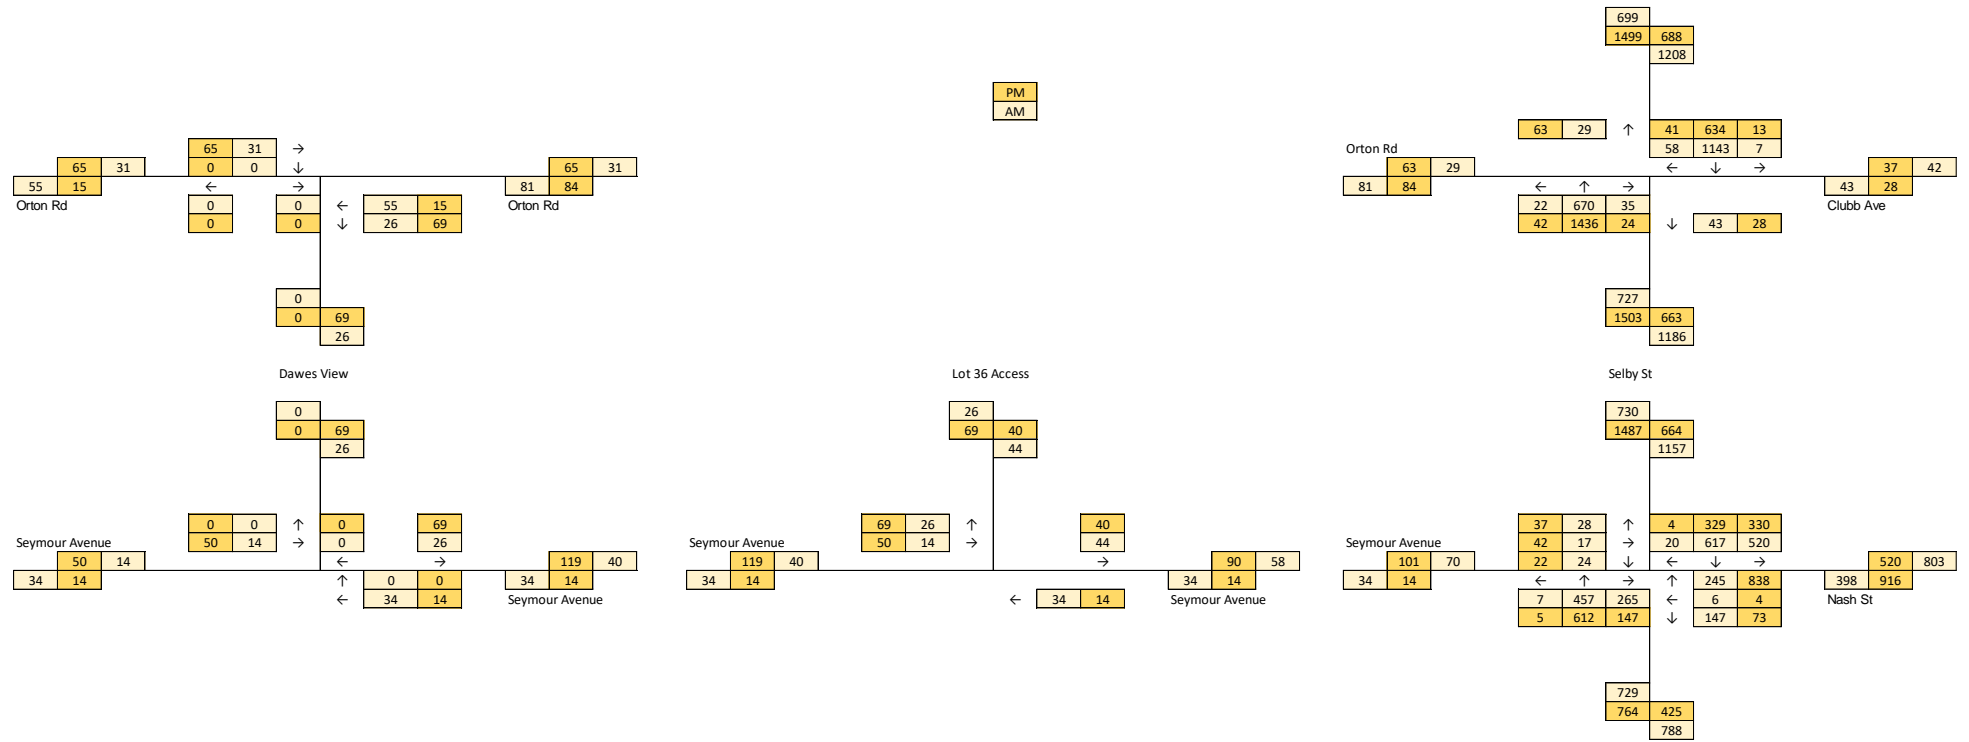 699
1499 688
1208
PM
AM
63 29 ↑ 41 634 13
58 1143 7
65 31 →
0 0 ↓
65 31
55 15
Orton Rd
← →
0 0 ← 55 15
0 0 ↓ 26 69
65 31
81 84
Orton Rd
Orton Rd
63 29
81 84
← ↓ →
← ↑ →
22 670 35
42 1436 24 ↓ 43 28
37 42
43 28
Clubb Ave
0
0 69
26
727
1503 663
1186
Dawes View
Lot 36 Access
Selby St
0
0 69
26
26
69 40
44
730
1487 664
1157
Seymour Avenue
50 14
34 14
0 0 ↑ 0 69
50 14 → 0 26
← →
↑ 0 0
← 34 14
119 40
34 14
Seymour Avenue
Seymour Avenue
119 40
34 14
69 26 ↑ 40
50 14 → 44
→
← 34 14
90 58
34 14
Seymour Avenue
Seymour Avenue
101 70
34 14
37 28 ↑ 4 329 330
42 17 → 20 617 520
22 24 ↓ ← ↓ →
← ↑ → ↑ 245 838
7 457 265 ← 6 4
5 612 147 ↓ 147 73
520 803
398 916
Nash St
729
764 425
788